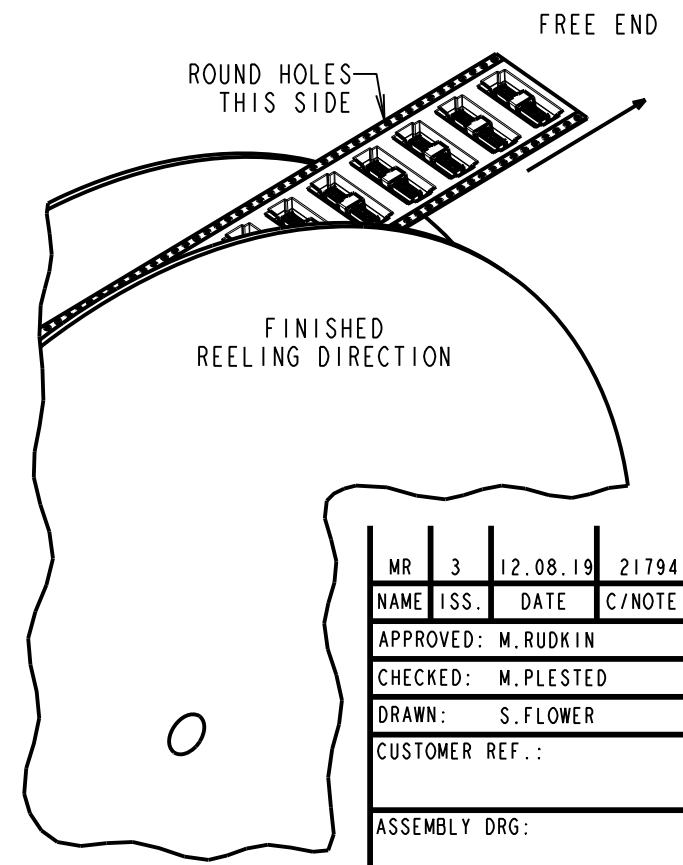 FREE END
ROUND HOLES
THIS SIDE
FINISHED
REELING DIRECTION
MR 3 12.08.19 21794
NAME ISS. DATE C/NOTE
APPROVED: M.RUDKIN
CHECKED: M.PLESTED
DRAWN: S.FLOWER
CUSTOMER REF.:
ASSEMBLY DRG: